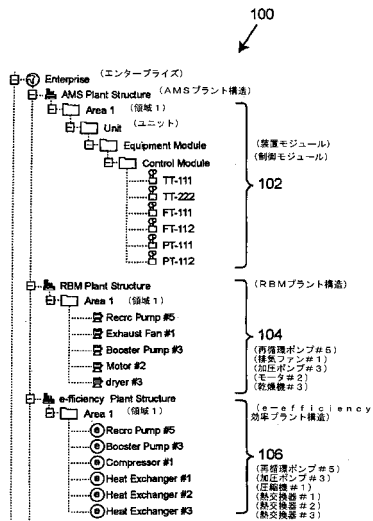 100
Enterprise (エンタープライズ)
AMS Plant Structure (AMSプラント構造)
Area 1 (領域1)
Unit (ユニット)
Equipment Module (装置モジュール)
Control Module (制御モジュール)
TT-111
TT-222
FT-111
FT-112
PT-111
PT-112
102
RBM Plant Structure (RBMプラント構造)
Area 1 (領域1)
Recrc Pump #5
Exhaust Fan #1
Booster Pump #3
Motor #2
dryer #3
104
(再循環ポンプ#5)
(排気ファン#1)
(加圧ポンプ#3)
(モータ#2)
(乾燥機#3)
e-fficiency Plant Structure (e-efficiency
効率プラント構造)
Area 1 (領域1)
Recrc Pump #5
Booster Pump #3
Compressor #1
Heat Exchanger #1
Heat Exchanger #2
Heat Exchanger #3
106
(再循環ポンプ#5)
(加圧ポンプ#3)
(圧縮機#1)
(熱交換器#1)
(熱交換器#2)
(熱交換器#3)